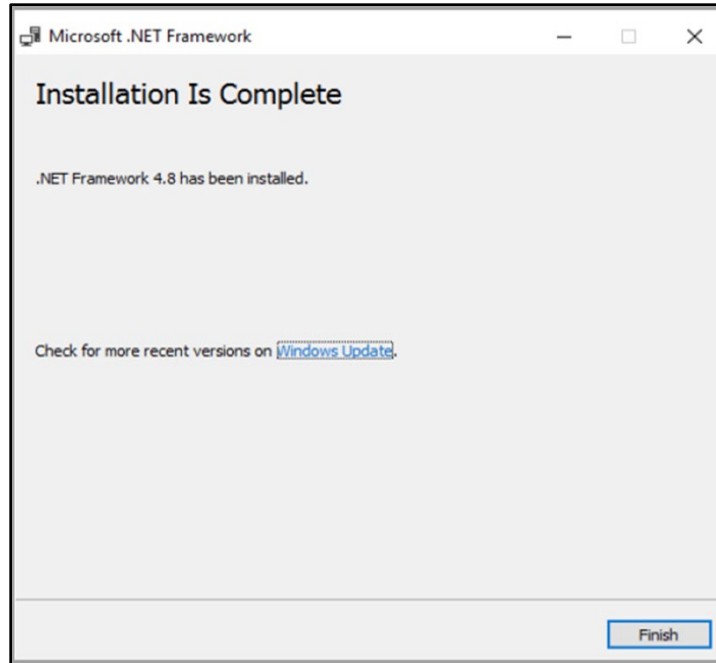 Microsoft .NET Framework
Installation Is Complete
.NET Framework 4.8 has been installed.
Check for more recent versions on Windows Update.
Finish